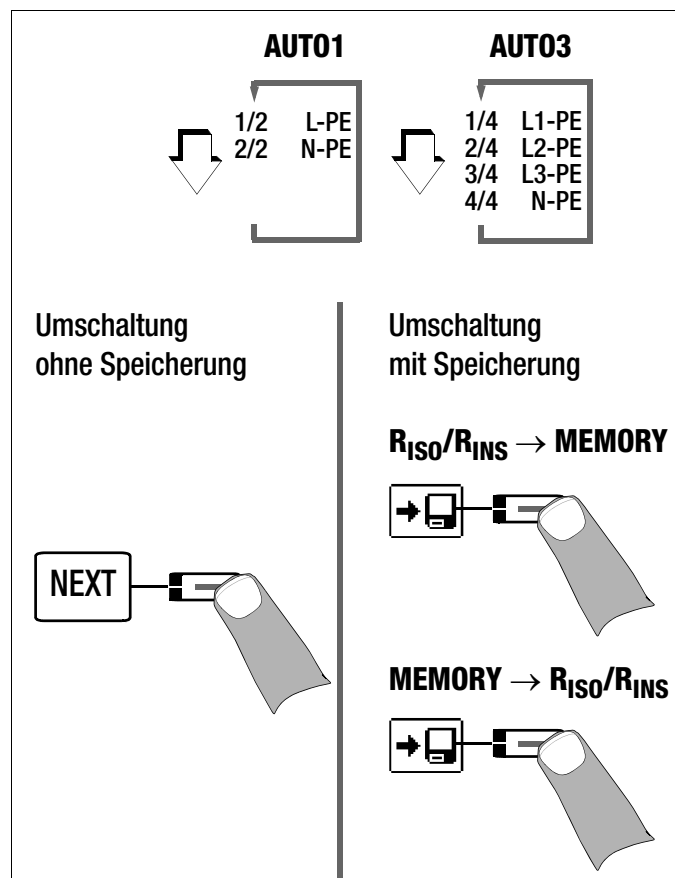 AUTO1 AUTO3
1/2 L-PE
2/2 N-PE
1/4 L1-PE
2/4 L2-PE
3/4 L3-PE
4/4 N-PE
Umschaltung
ohne Speicherung
NEXT
Umschaltung
mit Speicherung
RISO/RINS → MEMORY
MEMORY → RISO/RINS